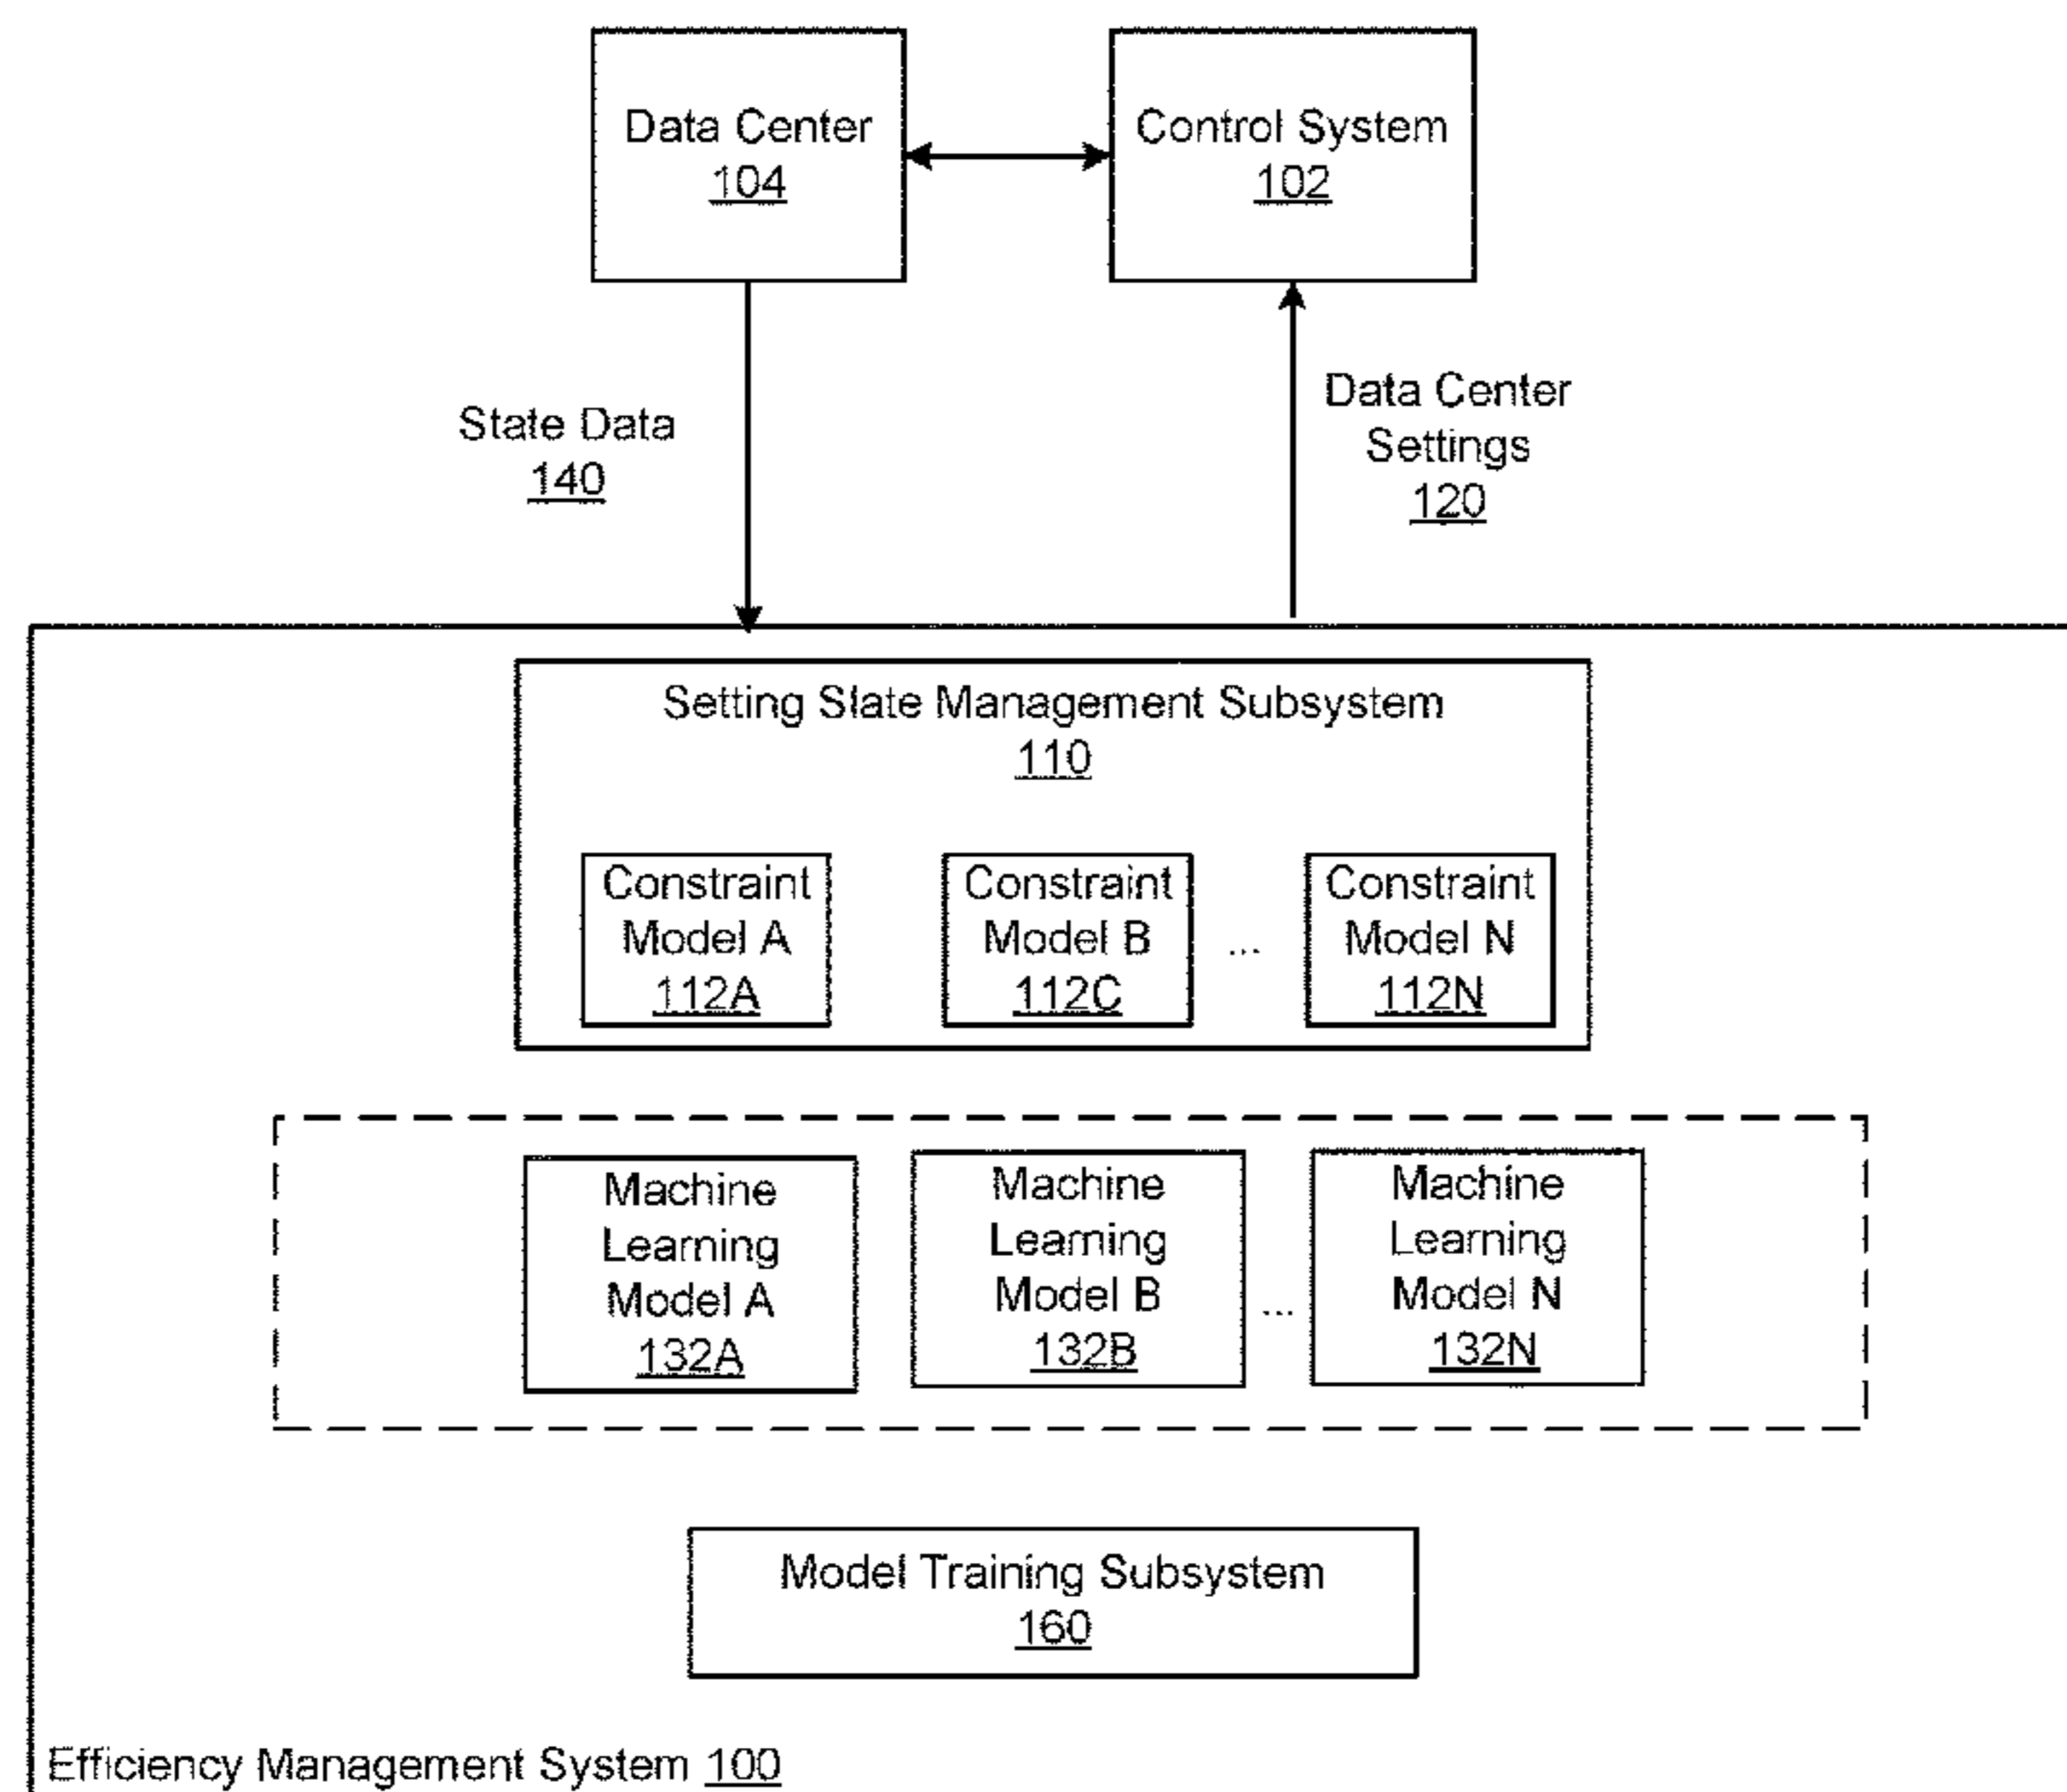 Data Center
104
Control System
102
State Data
140
Data Center
Settings
120
Setting Slate Management Subsystem
110
Constraint
Model A
112A
Constraint
Model B
112C
...
Constraint
Model N
112N
Machine
Learning
Model A
132A
Machine
Learning
Model B
132B
...
Machine
Learning
Model N
132N
Model Training Subsystem
160
Efficiency Management System 100